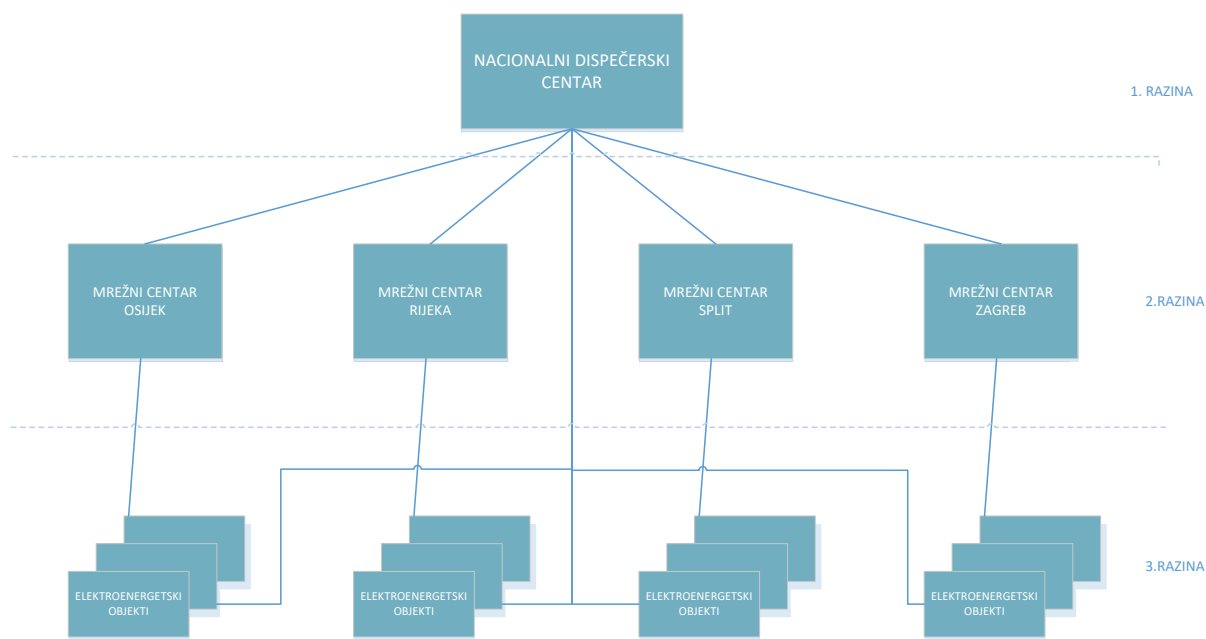 NACIONALNI DISPEČERSKI
CENTAR
1. RAZINA
MREŽNI CENTAR
OSIJEK
MREŽNI CENTAR
RIJEKA
MREŽNI CENTAR
SPLIT
MREŽNI CENTAR
ZAGREB
2.RAZINA
ELEKTROENERGETSKI
OBJEKTI
ELEKTROENERGETSKI
OBJEKTI
ELEKTROENERGETSKI
OBJEKTI
ELEKTROENERGETSKI
OBJEKTI
3.RAZINA